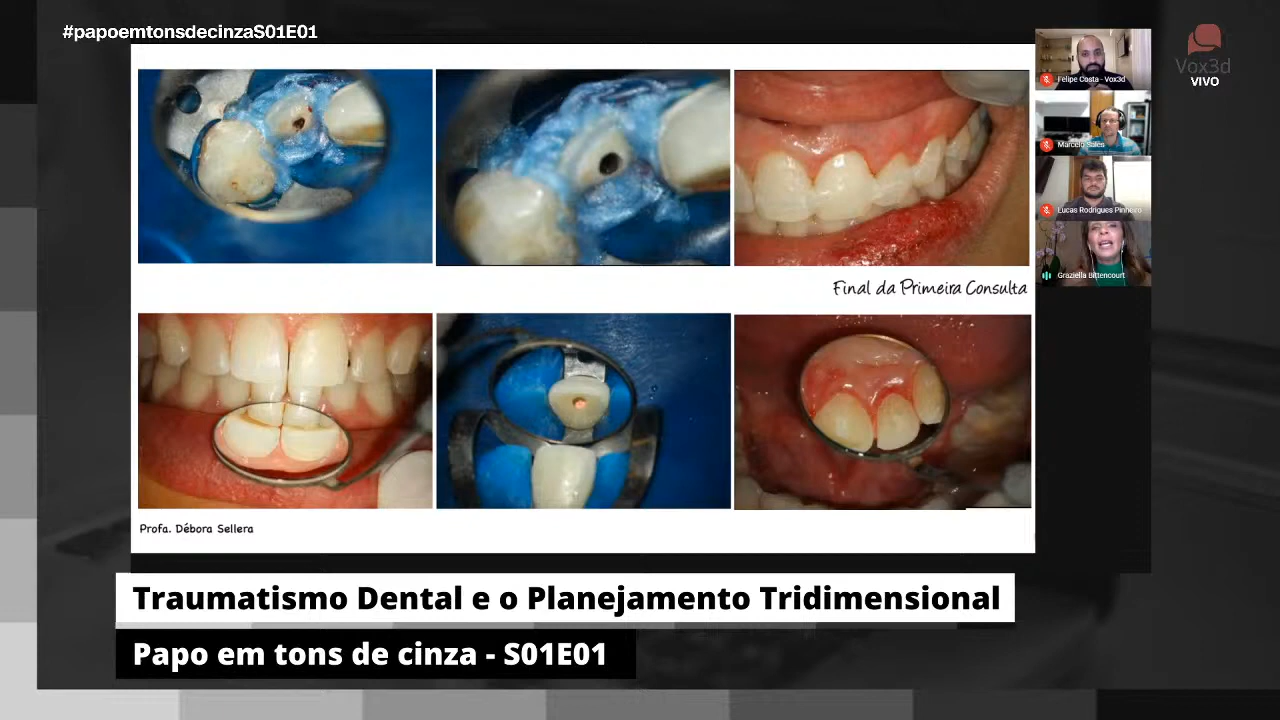 #papoemtonsdecinzaS01E01
Vox3d
VIVO
Felipe Costa - Vox3d
Marcelo Sales
Lucas Rodrigues Pinheiro
Graziella Bittencourt
Final da Primeira Consulta
Profa. Débora Sellera
Traumatismo Dental e o Planejamento Tridimensional
Papo em tons de cinza - S01E01